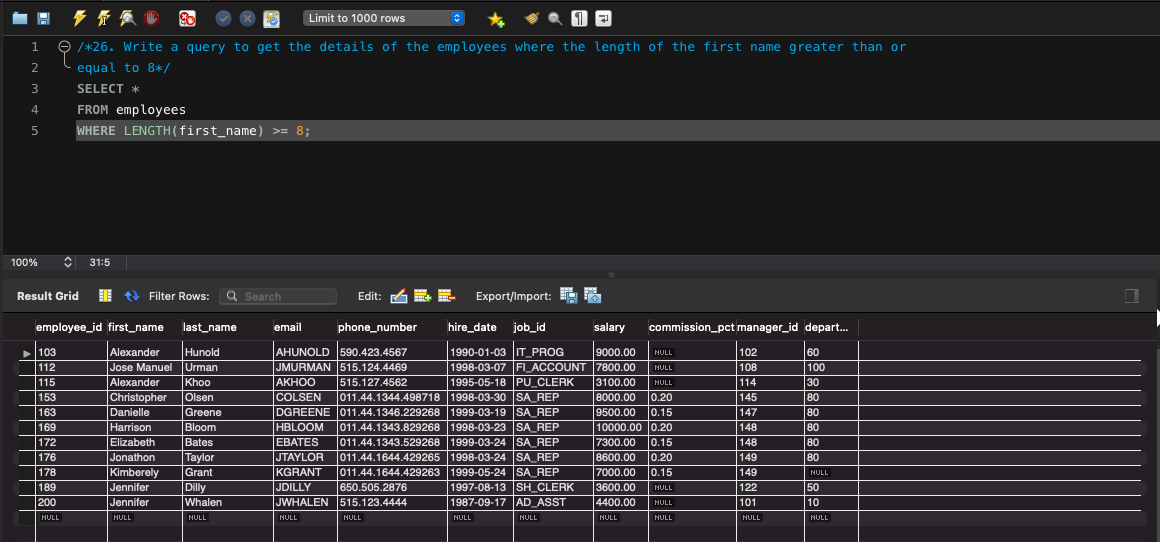 Limit to 1000 rows
1 /*26. Write a query to get the details of the employees where the length of the first name greater than or
2 equal to 8*/
3 SELECT *
4 FROM employees
5 WHERE LENGTH(first_name) >= 8;
100% 31:5
Result Grid Filter Rows: Search Edit: Export/Import:
employee_id first_name last_name email phone_number hire_date job_id salary commission_pct manager_id depart...
103 Alexander Hunold AHUNOLD 590.423.4567 1990-01-03 IT_PROG 9000.00 NULL 102 60
112 Jose Manuel Urman JMURMAN 515.124.4469 1998-03-07 FI_ACCOUNT 7800.00 NULL 108 100
115 Alexander Khoo AKHOO 515.127.4562 1995-05-18 PU_CLERK 3100.00 NULL 114 30
153 Christopher Olsen COLSEN 011.44.1344.498718 1998-03-30 SA_REP 8000.00 0.20 145 80
163 Danielle Greene DGREENE 011.44.1346.229268 1999-03-19 SA_REP 9500.00 0.15 147 80
169 Harrison Bloom HBLOOM 011.44.1343.829268 1998-03-23 SA_REP 10000.00 0.20 148 80
172 Elizabeth Bates EBATES 011.44.1343.529268 1999-03-24 SA_REP 7300.00 0.15 148 80
176 Jonathon Taylor JTAYLOR 011.44.1644.429265 1998-03-24 SA_REP 8600.00 0.20 149 80
178 Kimberely Grant KGRANT 011.44.1644.429263 1999-05-24 SA_REP 7000.00 0.15 149 NULL
189 Jennifer Dilly JDILLY 650.505.2876 1997-08-13 SH_CLERK 3600.00 NULL 122 50
200 Jennifer Whalen JWHALEN 515.123.4444 1987-09-17 AD_ASST 4400.00 NULL 101 10
NULL NULL NULL NULL NULL NULL NULL NULL NULL NULL NULL